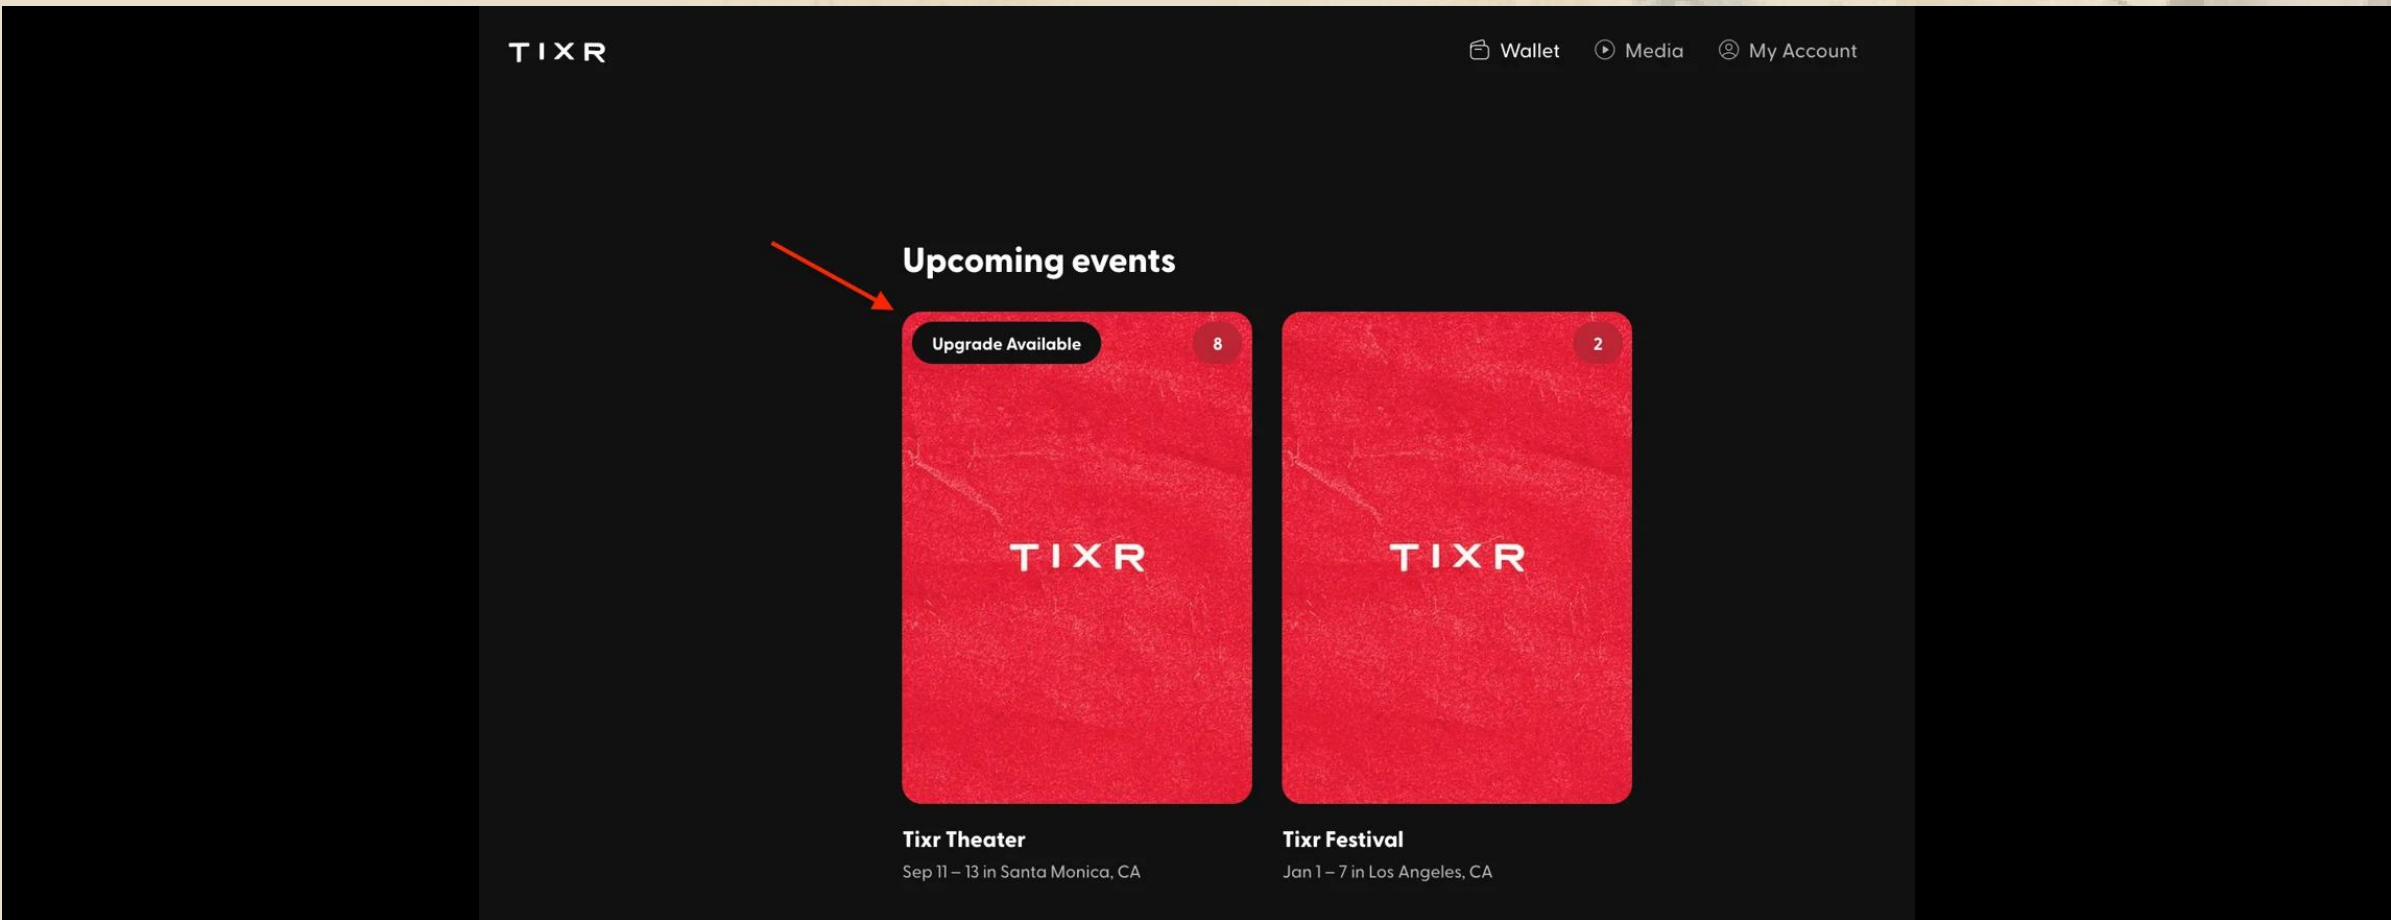 TIXR
Wallet
Media
My Account
Upcoming events
Upgrade Available
8
2
TIXR
TIXR
Tixr Theater
Tixr Festival
Sep 11 – 13 in Santa Monica, CA
Jan 1 – 7 in Los Angeles, CA